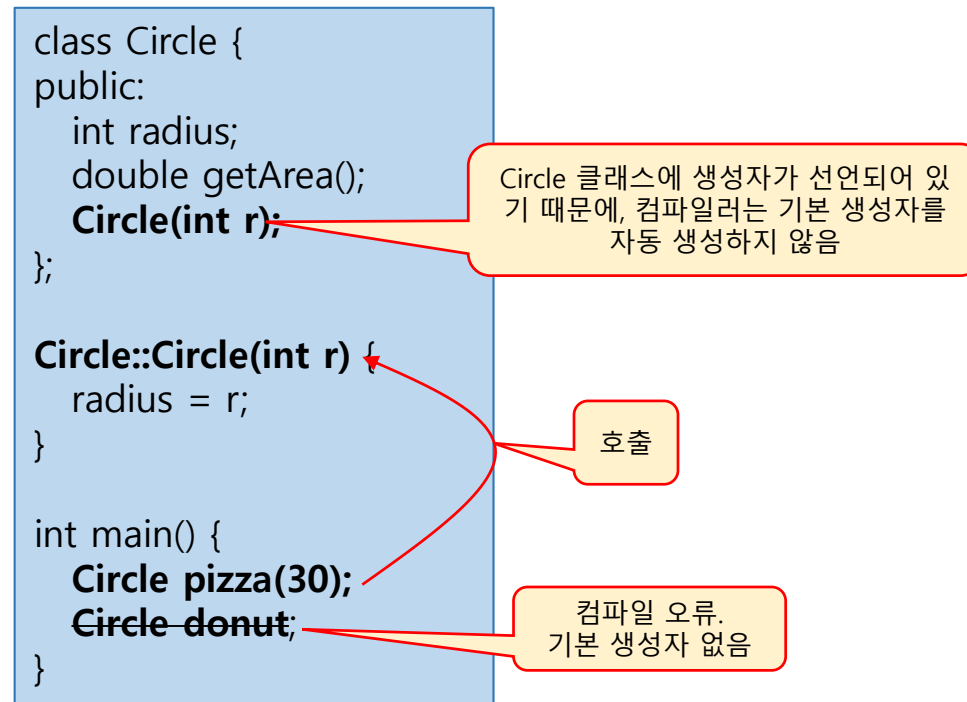 class Circle {
public:
int radius;
double getArea();
Circle(int r);
};
Circle 클래스에 생성자가 선언되어 있
기 때문에, 컴파일러는 기본 생성자를
자동 생성하지 않음
Circle::Circle(int r) {
radius = r;
}
호출
int main() {
Circle pizza(30);
Circle donut;
}
컴파일 오류.
기본 생성자 없음